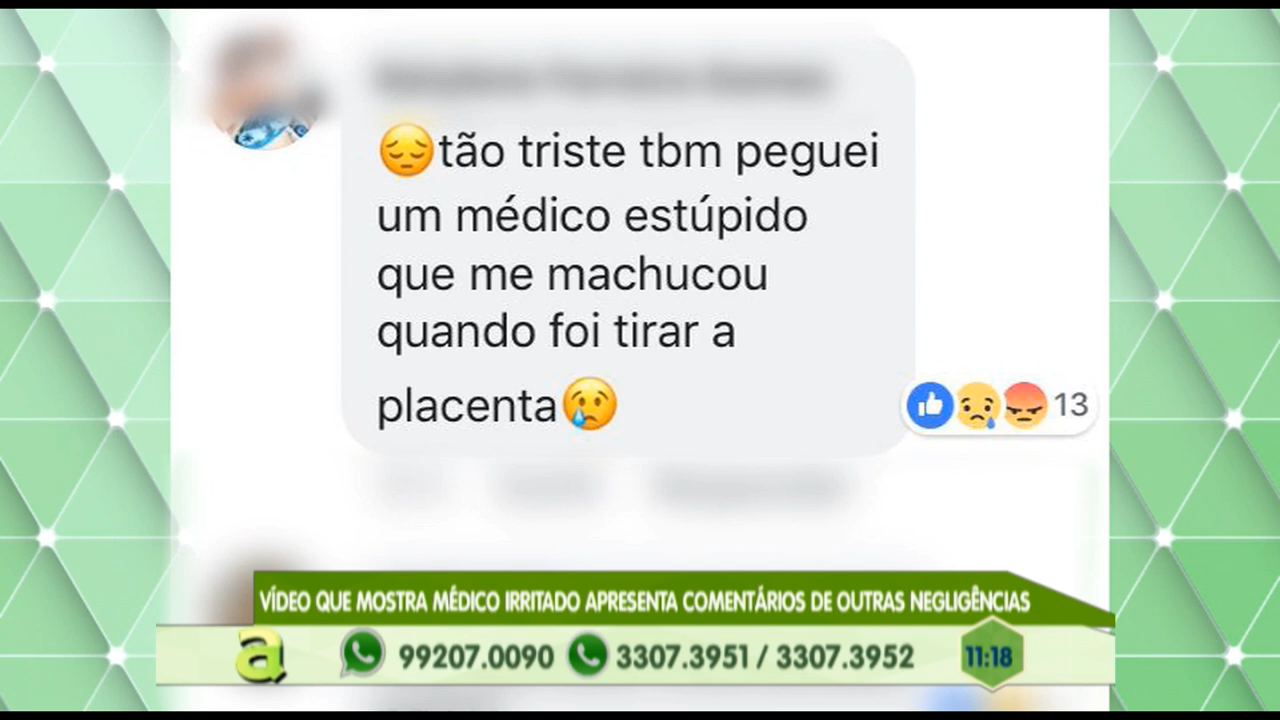 😔tão triste tbm peguei
um médico estúpido
que me machucou
quando foi tirar a
placenta😢
13
VÍDEO QUE MOSTRA MÉDICO IRRITADO APRESENTA COMENTÁRIOS DE OUTRAS NEGLIGÊNCIAS
a 99207.0090 3307.3951 / 3307.3952 11:18